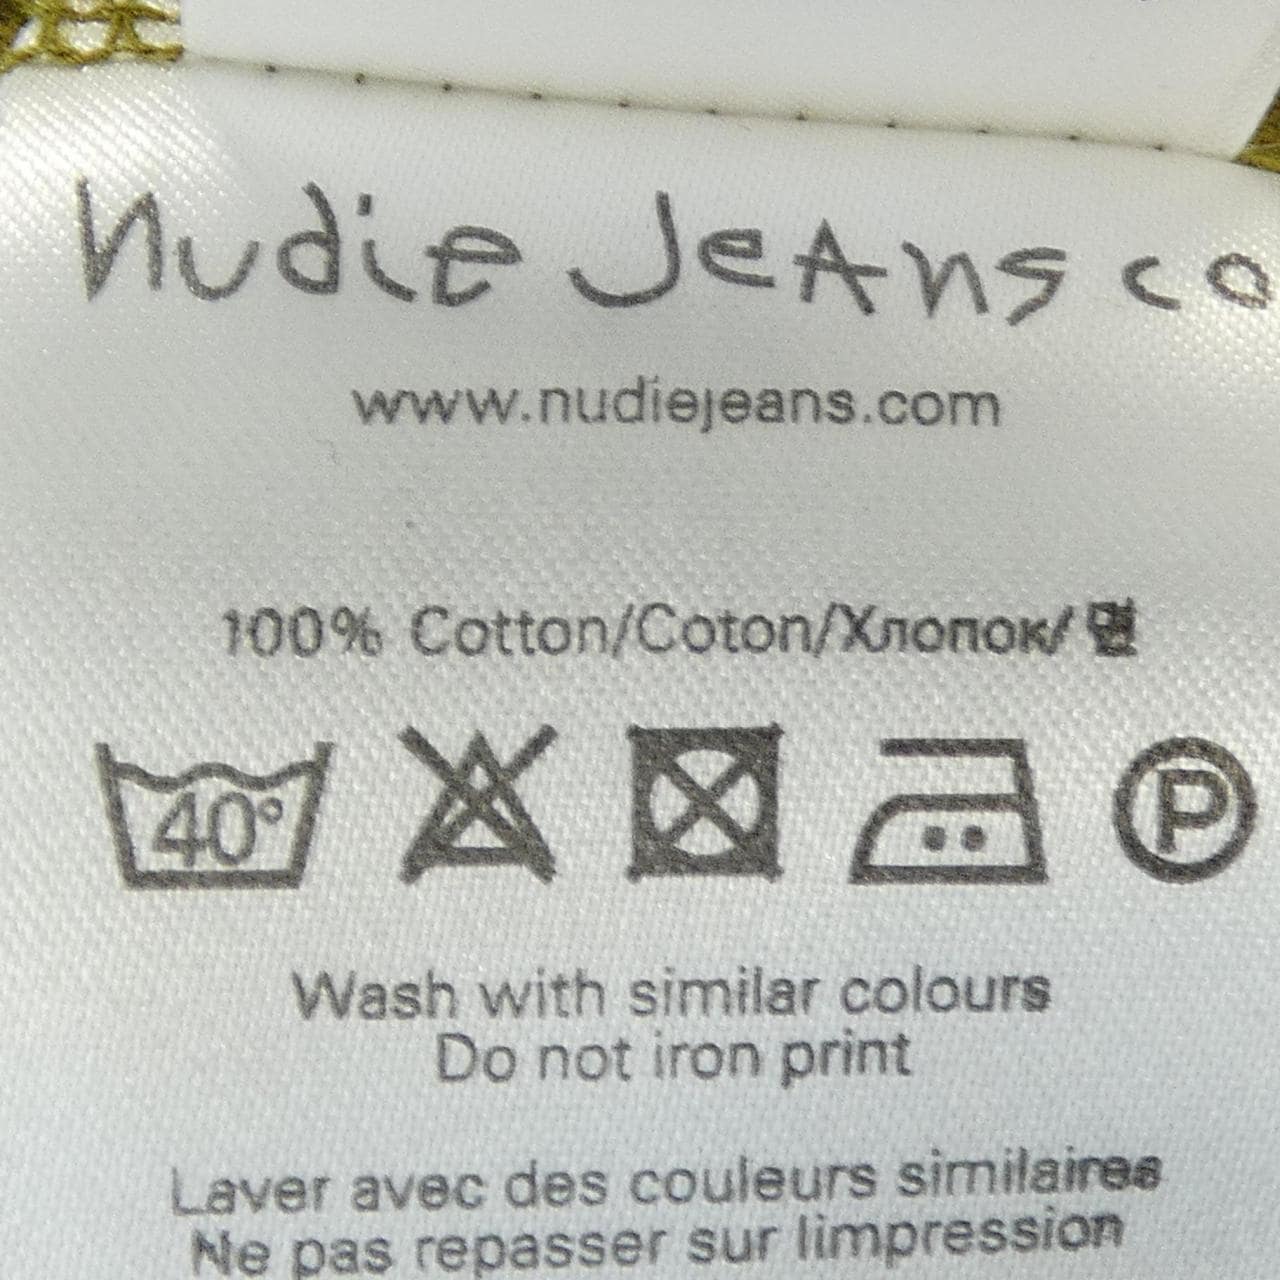 nudie Jeans co
www.nudiejeans.com
100% Cotton/Coton/Хлопок/ 면
40°
P
Wash with similar colours
Do not iron print
Laver avec des couleurs similaires
Ne pas repasser sur limpression